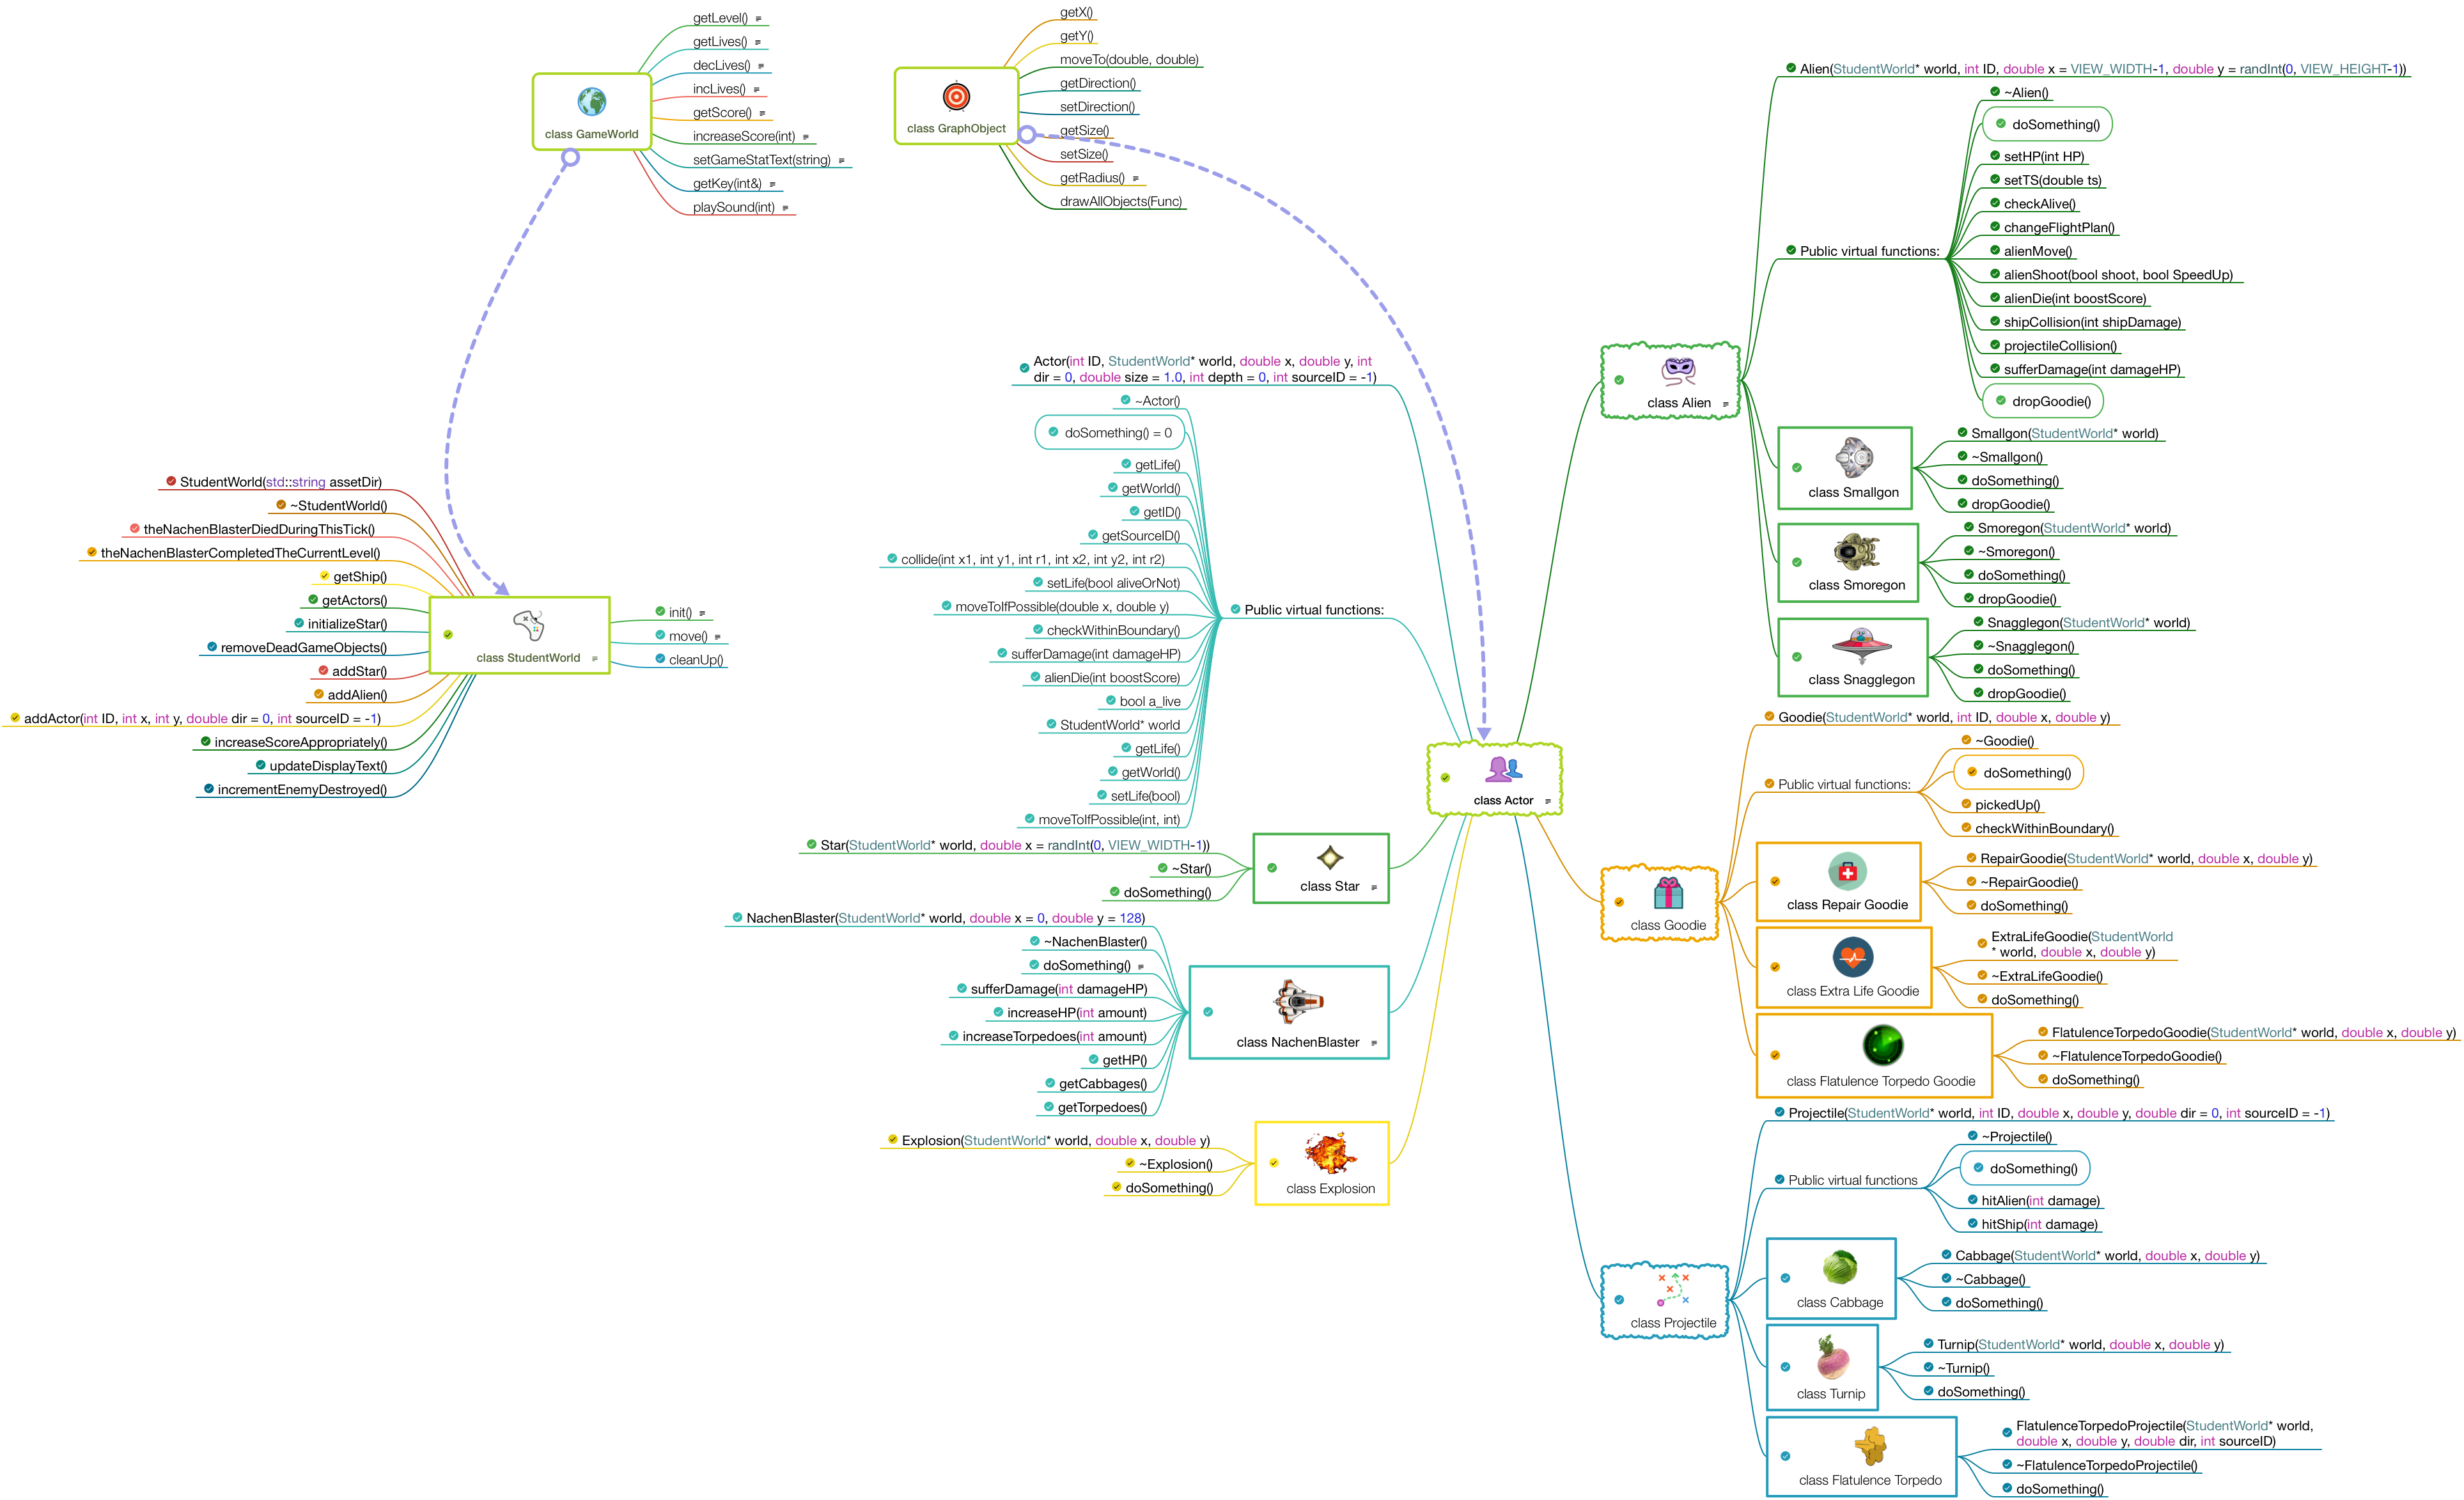 getLevel()
getLives()
decLives()
incLives()
getScore()
increaseScore(int)
setGameStatText(string)
getKey(int&)
playSound(int)
class GameWorld
getX()
getY()
moveTo(double, double)
getDirection()
setDirection()
getSize()
setSize()
getRadius()
drawAllObjects(Func)
class GraphObject
StudentWorld(std::string assetDir)
~StudentWorld()
theNachenBlasterDiedDuringThisTick()
theNachenBlasterCompletedTheCurrentLevel()
getShip()
getActors()
initializeStar()
removeDeadGameObjects()
addStar()
addAlien()
addActor(int ID, int x, int y, double dir = 0, int sourceID = -1)
increaseScoreAppropriately()
updateDisplayText()
incrementEnemyDestroyed()
class StudentWorld
init()
move()
cleanUp()
Actor(int ID, StudentWorld* world, double x, double y, int
dir = 0, double size = 1.0, int depth = 0, int sourceID = -1)
~Actor()
doSomething() = 0
getLife()
getWorld()
getID()
getSourceID()
collide(int x1, int y1, int r1, int x2, int y2, int r2)
setLife(bool aliveOrNot)
moveToIfPossible(double x, double y)
checkWithinBoundary()
sufferDamage(int damageHP)
alienDie(int boostScore)
bool a_live
StudentWorld* world
getLife()
getWorld()
setLife(bool)
moveToIfPossible(int, int)
Public virtual functions:
class Actor
Star(StudentWorld* world, double x = randInt(0, VIEW_WIDTH-1))
~Star()
doSomething()
class Star
NachenBlaster(StudentWorld* world, double x = 0, double y = 128)
~NachenBlaster()
doSomething()
sufferDamage(int damageHP)
increaseHP(int amount)
increaseTorpedoes(int amount)
getHP()
getCabbages()
getTorpedoes()
class NachenBlaster
Explosion(StudentWorld* world, double x, double y)
~Explosion()
doSomething()
class Explosion
Alien(StudentWorld* world, int ID, double x = VIEW_WIDTH-1, double y = randInt(0, VIEW_HEIGHT-1))
Public virtual functions:
~Alien()
doSomething()
setHP(int HP)
setTS(double ts)
checkAlive()
changeFlightPlan()
alienMove()
alienShoot(bool shoot, bool SpeedUp)
alienDie(int boostScore)
shipCollision(int shipDamage)
projectileCollision()
sufferDamage(int damageHP)
dropGoodie()
class Alien
class Smallgon
Smallgon(StudentWorld* world)
~Smallgon()
doSomething()
dropGoodie()
class Smoregon
Smoregon(StudentWorld* world)
~Smoregon()
doSomething()
dropGoodie()
class Snagglegon
Snagglegon(StudentWorld* world)
~Snagglegon()
doSomething()
dropGoodie()
Goodie(StudentWorld* world, int ID, double x, double y)
Public virtual functions:
~Goodie()
doSomething()
pickedUp()
checkWithinBoundary()
class Goodie
class Repair Goodie
RepairGoodie(StudentWorld* world, double x, double y)
~RepairGoodie()
doSomething()
class Extra Life Goodie
ExtraLifeGoodie(StudentWorld
* world, double x, double y)
~ExtraLifeGoodie()
doSomething()
class Flatulence Torpedo Goodie
FlatulenceTorpedoGoodie(StudentWorld* world, double x, double y)
~FlatulenceTorpedoGoodie()
doSomething()
Projectile(StudentWorld* world, int ID, double x, double y, double dir = 0, int sourceID = -1)
Public virtual functions
~Projectile()
doSomething()
hitAlien(int damage)
hitShip(int damage)
class Projectile
class Cabbage
Cabbage(StudentWorld* world, double x, double y)
~Cabbage()
doSomething()
class Turnip
Turnip(StudentWorld* world, double x, double y)
~Turnip()
doSomething()
class Flatulence Torpedo
FlatulenceTorpedoProjectile(StudentWorld* world,
double x, double y, double dir, int sourceID)
~FlatulenceTorpedoProjectile()
doSomething()